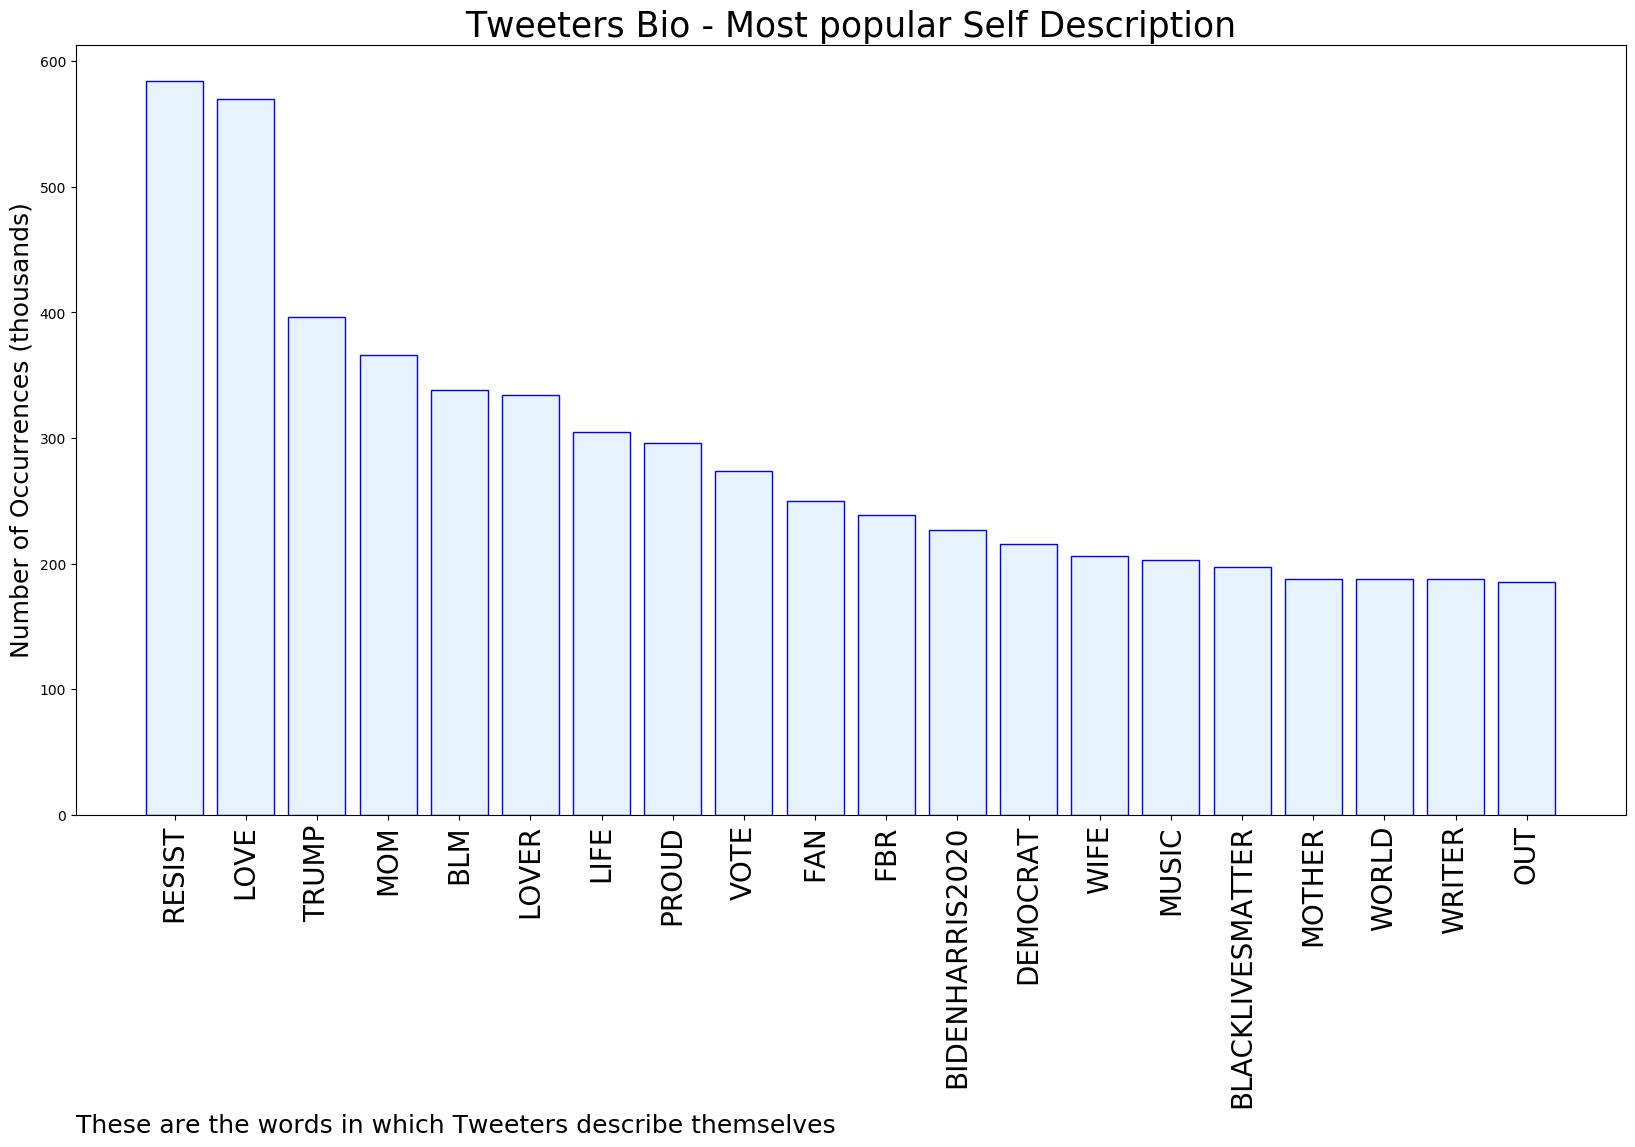 Tweeters Bio - Most popular Self Description
Number of Occurrences (thousands)
600
500
400
300
200
100
0
RESIST
LOVE
TRUMP
MOM
BLM
LOVER
LIFE
PROUD
VOTE
FAN
FBR
BIDENHARRIS2020
DEMOCRAT
WIFE
MUSIC
BLACKLIVESMATTER
MOTHER
WORLD
WRITER
OUT
These are the words in which Tweeters describe themselves